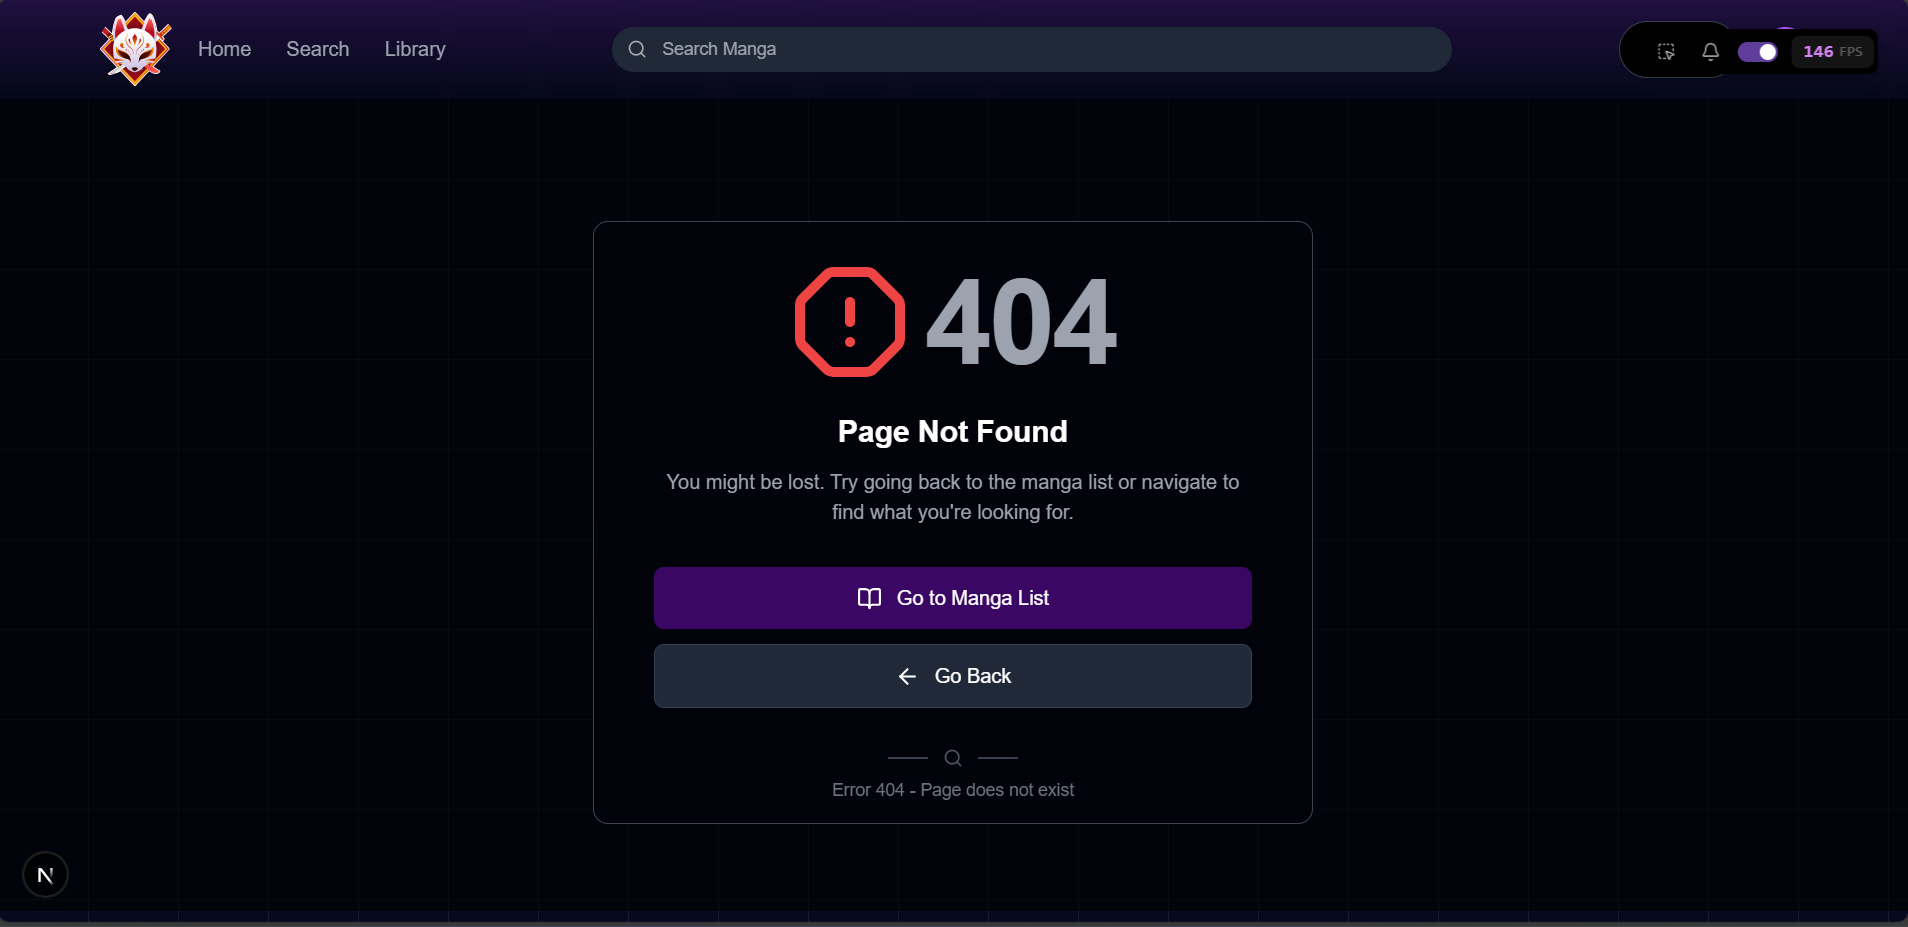 Home
Search
Library
Search Manga
146 FPS
404
Page Not Found
You might be lost. Try going back to the manga list or navigate to
find what you're looking for.
Go to Manga List
Go Back
Error 404 - Page does not exist
N